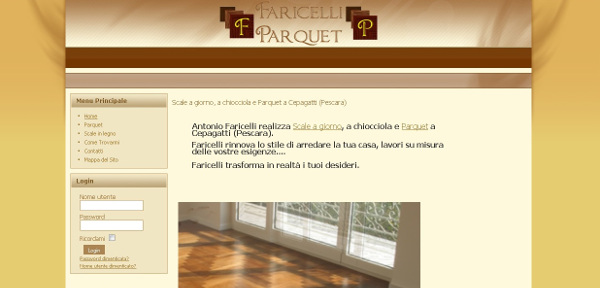 FARICELLI
F
PARQUET
P
Menu Principale
Home
Parquet
Scale in legno
Come Trovarmi
Contatti
Mappa del Sito
Login
Nome utente
Password
Ricordami
Login
Password dimenticata?
Nome utente dimenticato?
Scale a giorno, a chiocciola e Parquet a Cepagatti (Pescara)
Antonio Faricelli realizza Scale a giorno, a chiocciola e Parquet a
Cepagatti (Pescara).
Faricelli rinnova lo stile di arredare la tua casa, lavori su misura
delle vostre esigenze....
Faricelli trasforma in realtà i tuoi desideri.